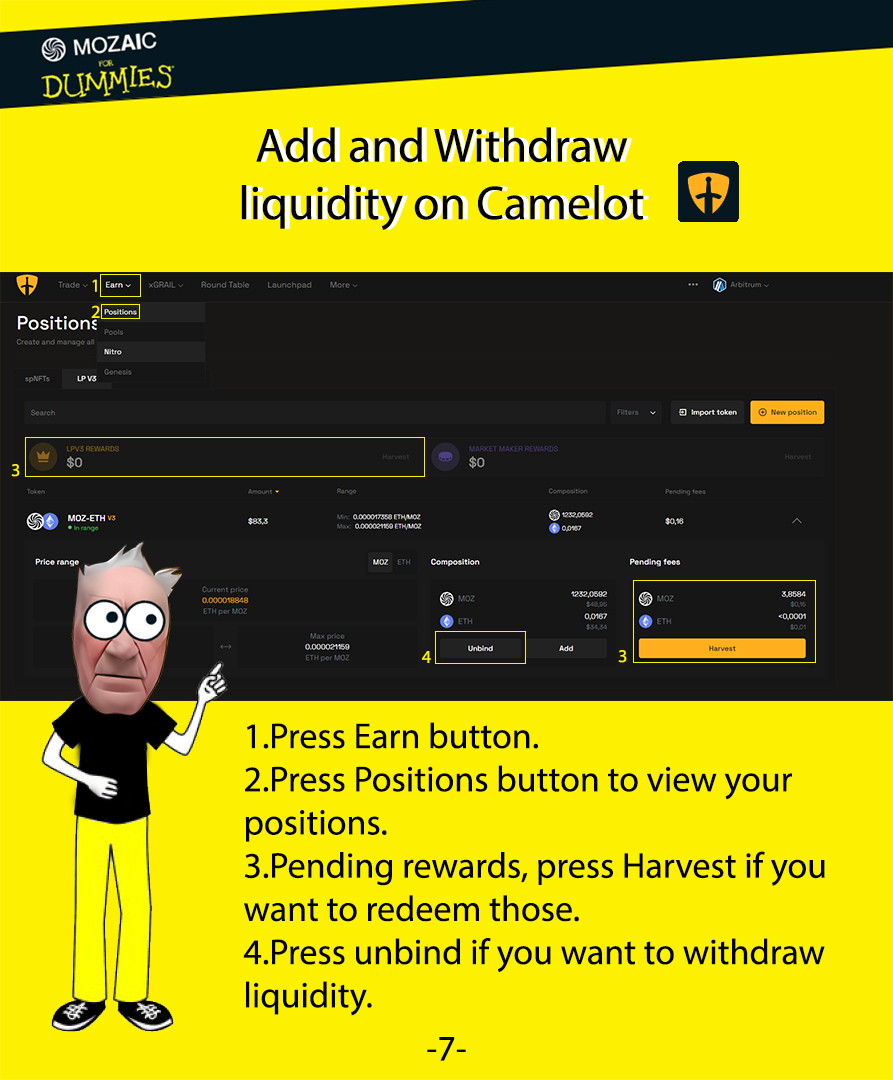 MOZAIC
FOR
DUMMIES
Add and Withdraw
liquidity on Camelot
Trade
1
Earn
xGRAIL
Round Table
Launchpad
More
•••
Arbitrum
2
Positions
Pools
Nitro
Genesis
Positions
Create and manage all
spNFTs
LP V3
Search
Filters
Import token
New position
3
LPV3 REWARDS
$0
Harvest
MARKET MAKER REWARDS
$0
Harvest
Token
Amount
Range
Composition
Pending fees
MOZ-ETH V3
In range
$83,3
Min: 0.000017358 ETH/MOZ
Max: 0.000021159 ETH/MOZ
1232,0592
0,0167
$0,16
Price range
MOZ
ETH
Current price
0.000018848
ETH per MOZ
Max price
0.000021159
ETH per MOZ
Composition
MOZ
1232,0592
$48,95
ETH
0,0167
$34,34
4
Unbind
Add
Pending fees
MOZ
3,8584
$0,15
ETH
<0,0001
$0,01
3
Harvest
1.Press Earn button.
2.Press Positions button to view your
positions.
3.Pending rewards, press Harvest if you
want to redeem those.
4.Press unbind if you want to withdraw
liquidity.
-7-